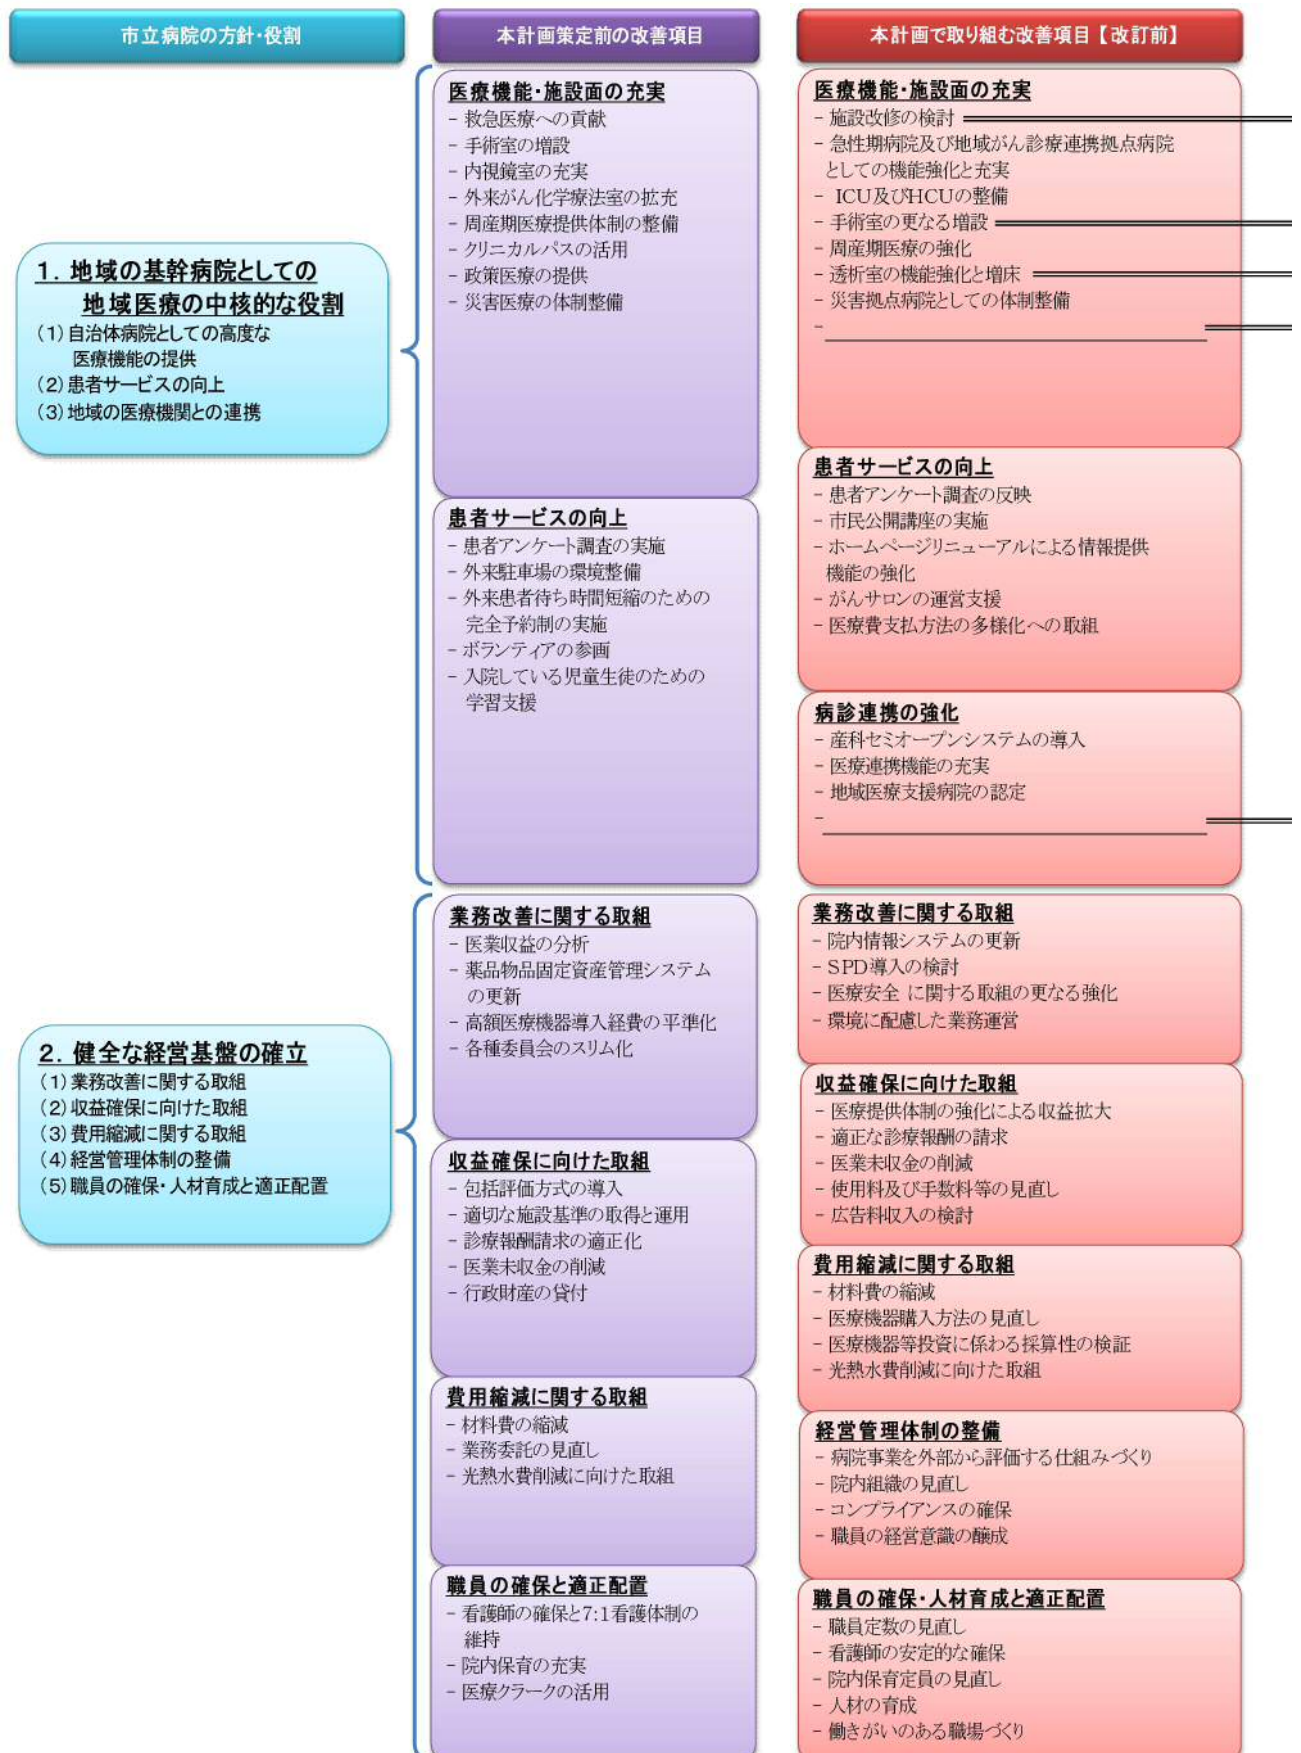 市立病院の方針・役割
1. 地域の基幹病院としての
地域医療の中核的な役割
(1)自治体病院としての高度な
医療機能の提供
(2)患者サービスの向上
(3)地域の医療機関との連携
2. 健全な経営基盤の確立
(1)業務改善に関する取組
(2)収益確保に向けた取組
(3)費用縮減に関する取組
(4)経営管理体制の整備
(5)職員の確保・人材育成と適正配置
本計画策定前の改善項目
医療機能・施設面の充実
- 救急医療への貢献
- 手術室の増設
- 内視鏡室の充実
- 外来がん化学療法室の拡充
- 周産期医療提供体制の整備
- クリニカルパスの活用
- 政策医療の提供
- 災害医療の体制整備
患者サービスの向上
- 患者アンケート調査の実施
- 外来駐車場の環境整備
- 外来患者待ち時間短縮のための
完全予約制の実施
- ボランティアの参画
- 入院している児童生徒のための
学習支援
業務改善に関する取組
- 医業収益の分析
- 薬品物品固定資産管理システム
の更新
- 高額医療機器導入経費の平準化
- 各種委員会のスリム化
収益確保に向けた取組
- 包括評価方式の導入
- 適切な施設基準の取得と運用
- 診療報酬請求の適正化
- 医業未収金の削減
- 行政財産の貸付
費用縮減に関する取組
- 材料費の縮減
- 業務委託の見直し
- 光熱水費削減に向けた取組
職員の確保と適正配置
- 看護師の確保と7:1看護体制の
維持
- 院内保育の充実
- 医療クラークの活用
本計画で取り組む改善項目【改訂前】
医療機能・施設面の充実
- 施設改修の検討
- 急性期病院及び地域がん診療連携拠点病院
としての機能強化と充実
- ICU及びHCUの整備
- 手術室の更なる増設
- 周産期医療の強化
- 透析室の機能強化と増床
- 災害拠点病院としての体制整備
-
患者サービスの向上
- 患者アンケート調査の反映
- 市民公開講座の実施
- ホームページリニューアルによる情報提供
機能の強化
- がんサロンの運営支援
- 医療費支払方法の多様化への取組
病診連携の強化
- 産科セミオープンシステムの導入
- 医療連携機能の充実
- 地域医療支援病院の認定
-
業務改善に関する取組
- 院内情報システムの更新
- SPD導入の検討
- 医療安全 に関する取組の更なる強化
- 環境に配慮した業務運営
収益確保に向けた取組
- 医療提供体制の強化による収益拡大
- 適正な診療報酬の請求
- 医業未収金の削減
- 使用料及び手数料等の見直し
- 広告料収入の検討
費用縮減に関する取組
- 材料費の縮減
- 医療機器購入方法の見直し
- 医療機器等投資に係わる採算性の検証
- 光熱水費削減に向けた取組
経営管理体制の整備
- 病院事業を外部から評価する仕組みづくり
- 院内組織の見直し
- コンプライアンスの確保
- 職員の経営意識の醸成
職員の確保・人材育成と適正配置
- 職員定数の見直し
- 看護師の安定的な確保
- 院内保育定員の見直し
- 人材の育成
- 働きがいのある職場づくり